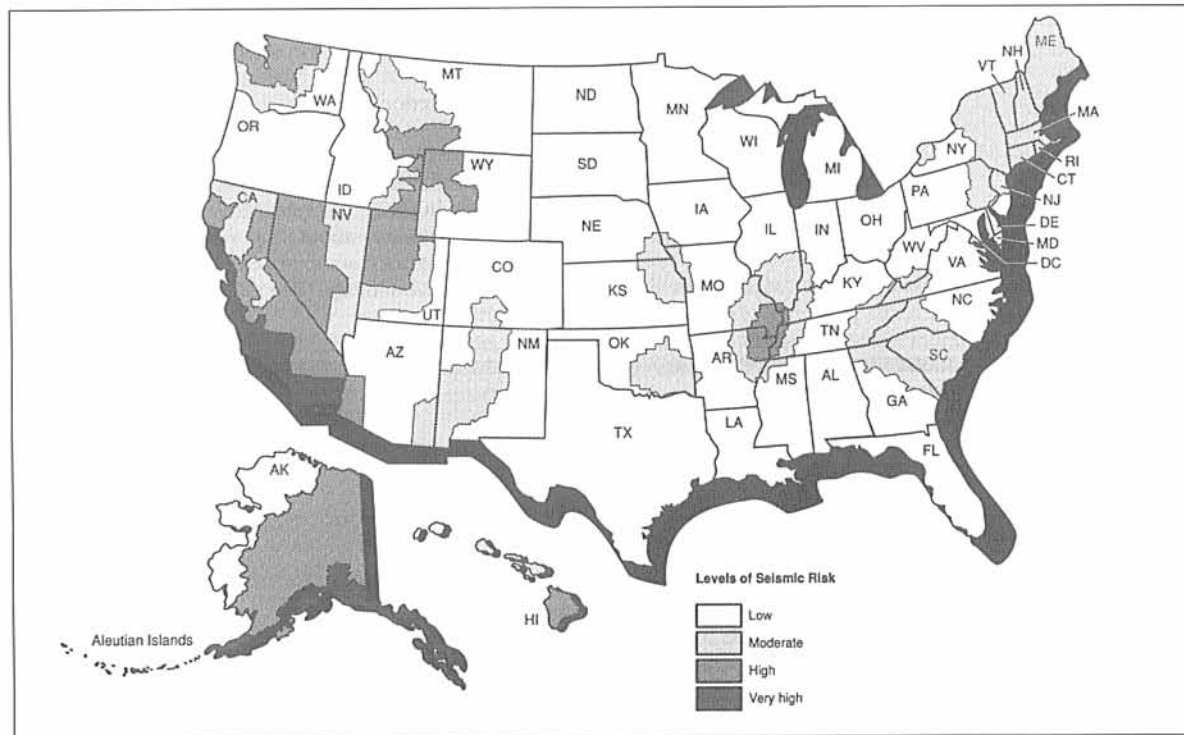 WA
MT
ND
MN
VT
NH
ME
OR
ID
WY
SD
WI
MI
NY
MA
RI
CT
NJ
PA
CA
NV
NE
IA
IL
IN
OH
DE
MD
DC
WV
VA
UT
CO
KS
MO
KY
NC
AZ
NM
OK
AR
TN
SC
MS
AL
GA
TX
LA
FL
AK
HI
Aleutian Islands
Levels of Seismic Risk
Low
Moderate
High
Very high